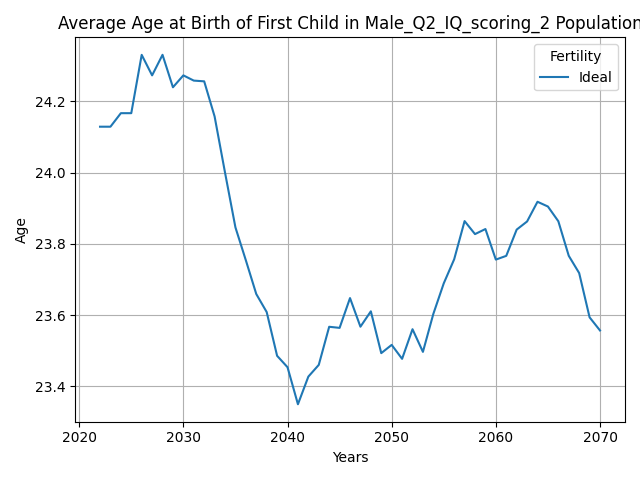 Average Age at Birth of First Child in Male_Q2_IQ_scoring_2 Population
Fertility
Ideal
24.2
24.0
23.8
23.6
23.4
Age
2020
2030
2040
2050
2060
2070
Years